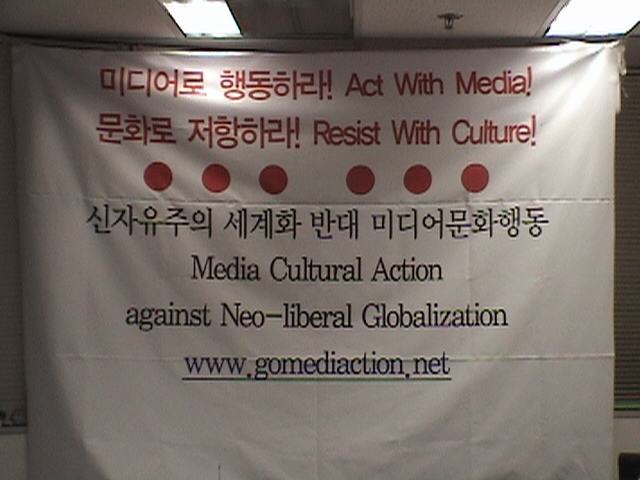 미디어로 행동하라! Act With Media!
문화로 저항하라! Resist With Culture!
신자유주의 세계화 반대 미디어문화행동
Media Cultural Action
against Neo-liberal Globalization
www.gomediaction.net